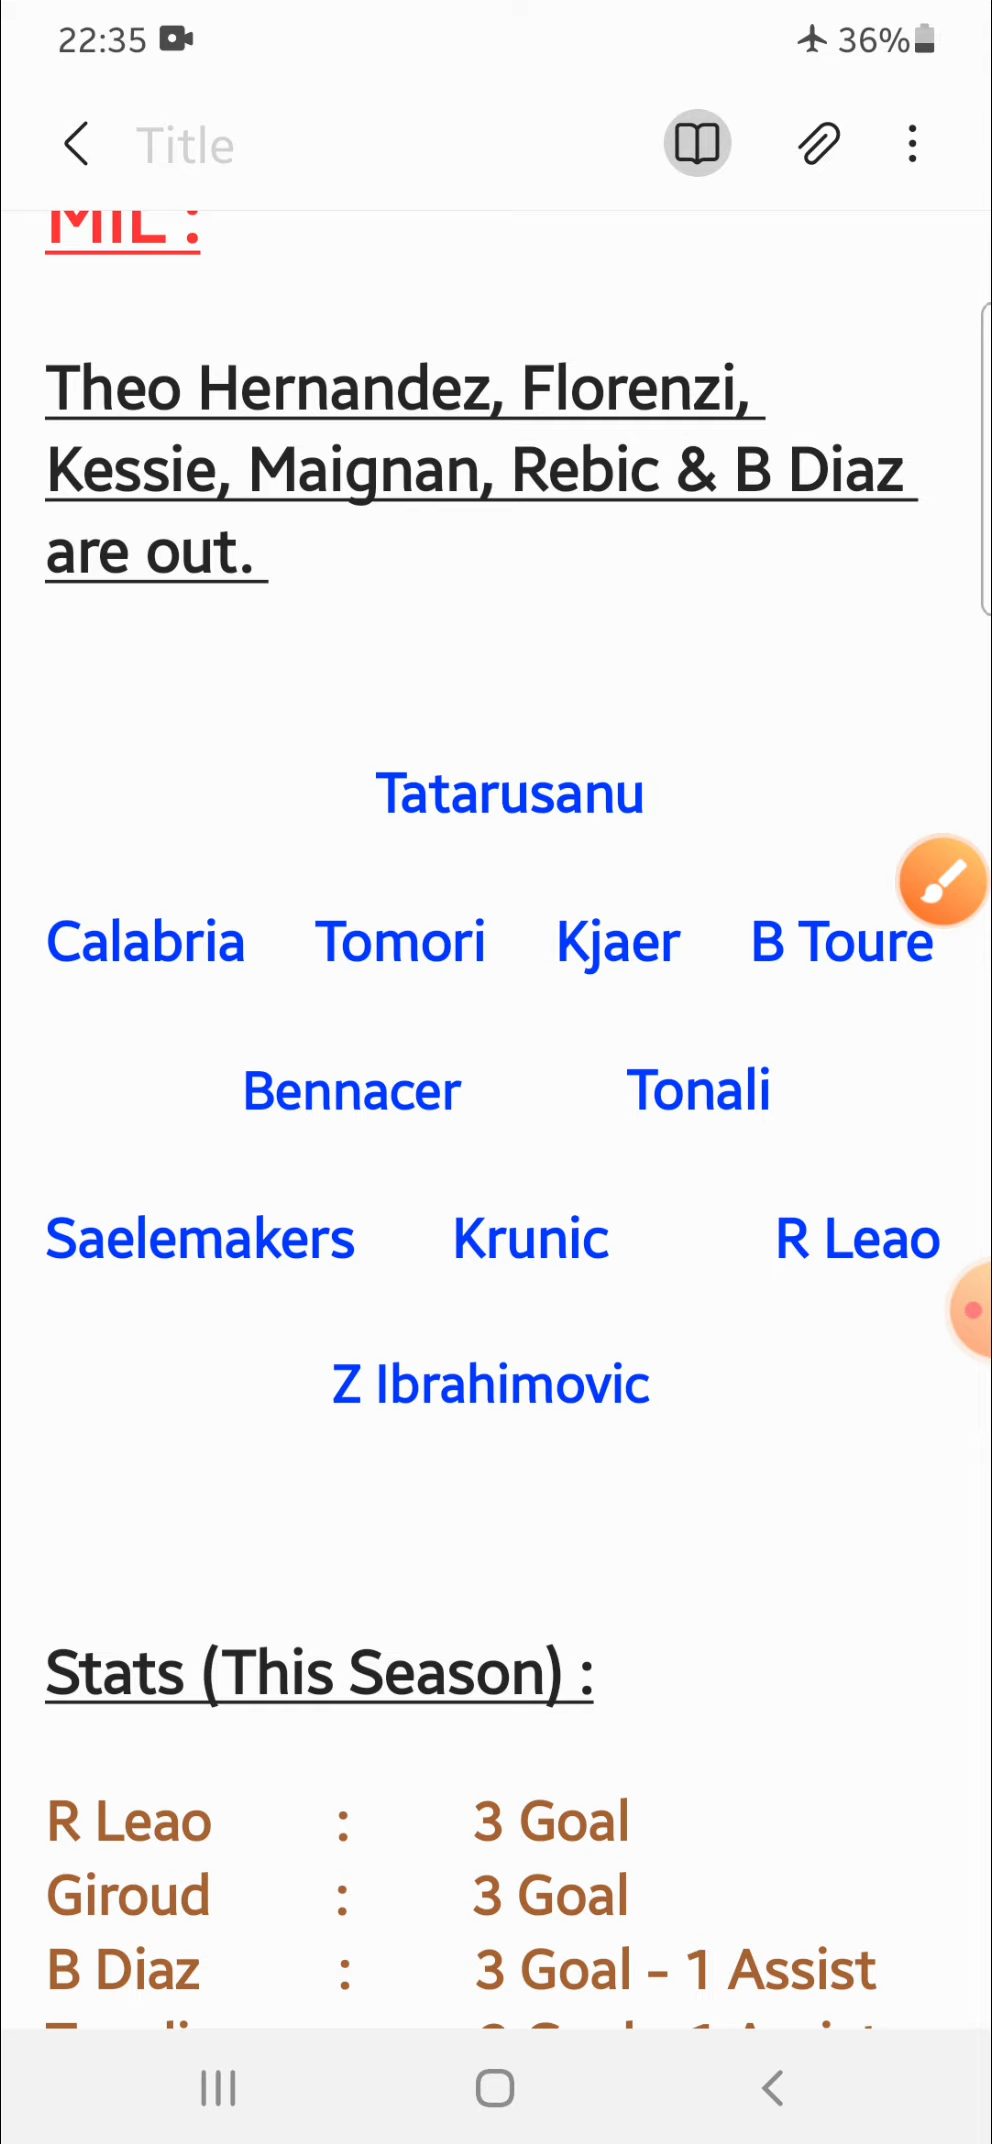 22:35 36%
Title
MIL :
Theo Hernandez, Florenzi,
Kessie, Maignan, Rebic & B Diaz
are out.
Tatarusanu
Calabria Tomori Kjaer B Toure
Bennacer Tonali
Saelemakers Krunic R Leao
Z Ibrahimovic
Stats (This Season) :
R Leao : 3 Goal
Giroud : 3 Goal
B Diaz : 3 Goal - 1 Assist